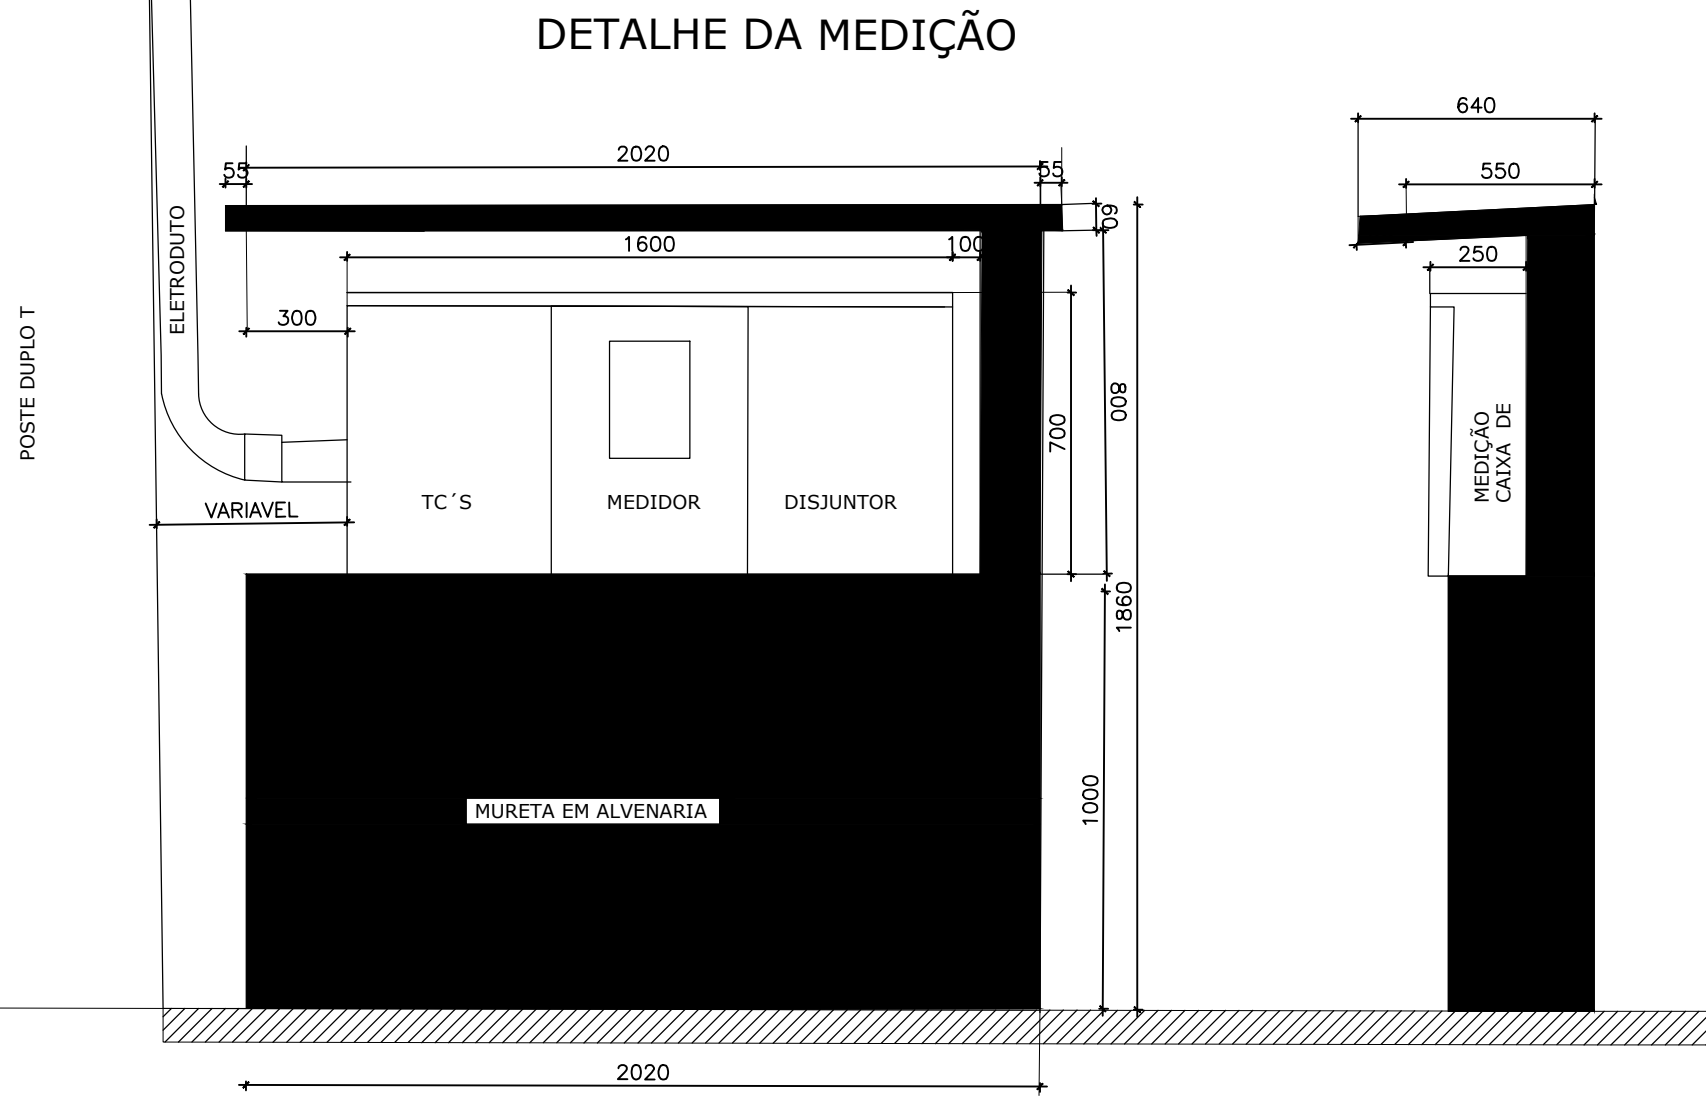 DETALHE DA MEDIÇÃO
640
2020
55
55
550
60
1600
100
250
ELETRODUTO
300
POSTE DUPLO T
800
700
MEDIÇÃO
CAIXA DE
TC´S
MEDIDOR
DISJUNTOR
VARIAVEL
1860
1000
MURETA EM ALVENARIA
2020